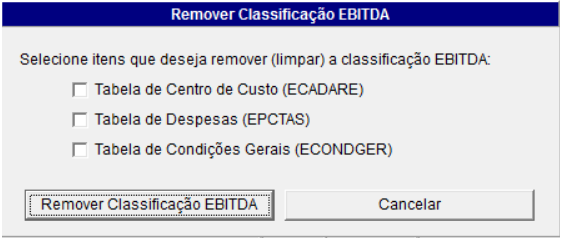 Remover Classificação EBITDA
Selecione itens que deseja remover (limpar) a classificação EBITDA:
Tabela de Centro de Custo (ECADARE)
Tabela de Despesas (EPCTAS)
Tabela de Condições Gerais (ECONDGER)
Remover Classificação EBITDA
Cancelar